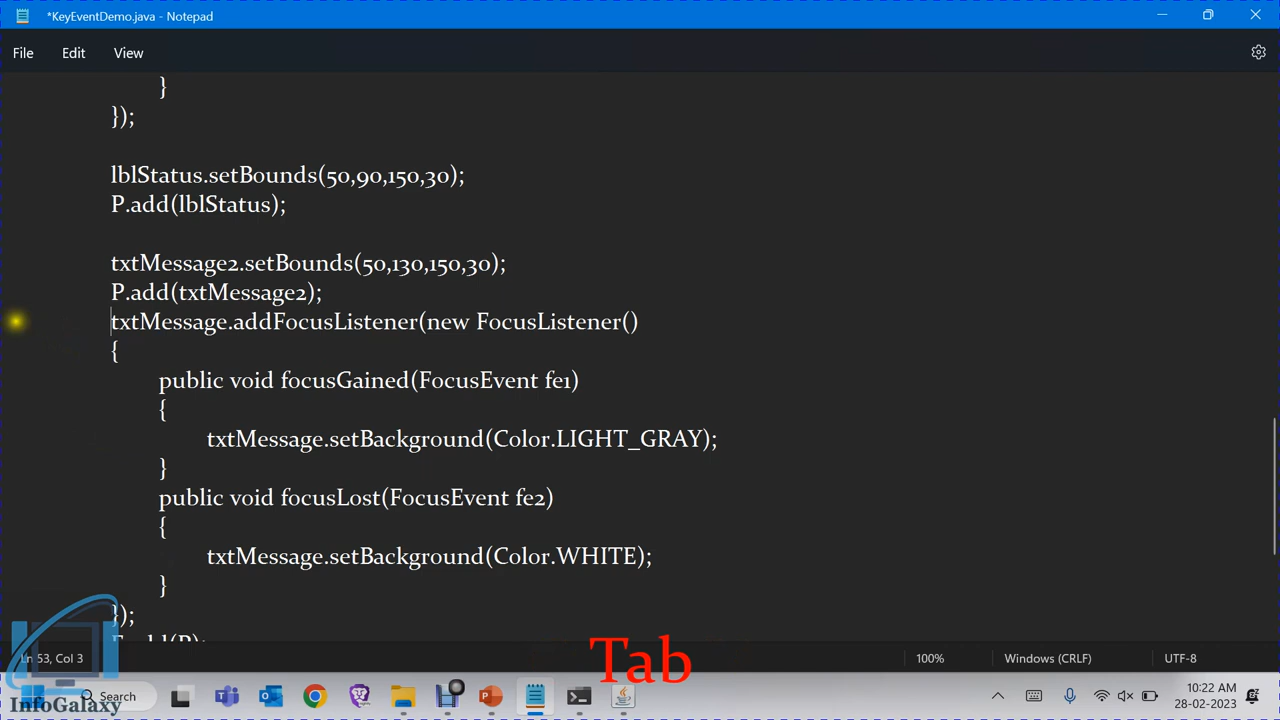 *KeyEventDemo.java - Notepad
File Edit View
}
});
lblStatus.setBounds(50,90,150,30);
P.add(lblStatus);
txtMessage2.setBounds(50,130,150,30);
P.add(txtMessage2);
txtMessage.addFocusListener(new FocusListener()
{
public void focusGained(FocusEvent fe1)
{
txtMessage.setBackground(Color.LIGHT_GRAY);
}
public void focusLost(FocusEvent fe2)
{
txtMessage.setBackground(Color.WHITE);
}
});
Tab
Ln 53, Col 3 100% Windows (CRLF) UTF-8
Search
10:22 AM
28-02-2023
InfoGalaxy